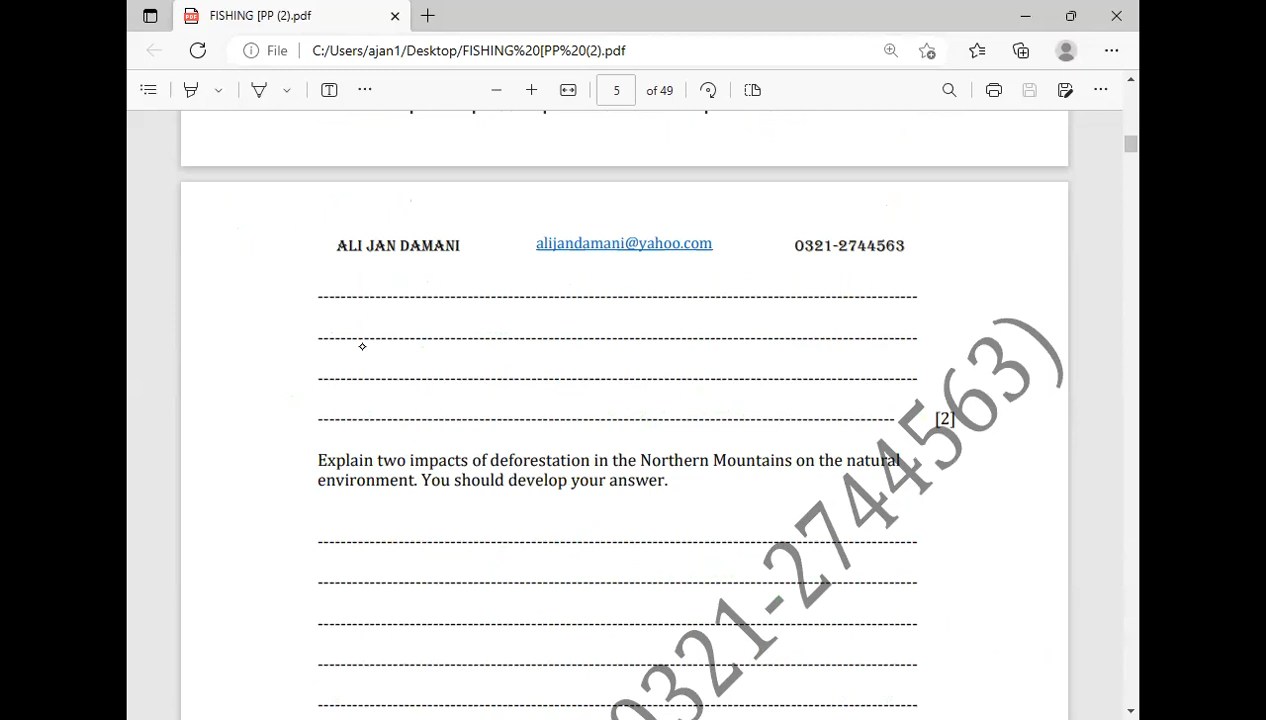 FISHING [PP (2).pdf
File C:/Users/ajan1/Desktop/FISHING%20[PP%20(2).pdf
5 of 49
ALI JAN DAMANI alijandamani@yahoo.com 0321-2744563
[2]
Explain two impacts of deforestation in the Northern Mountains on the natural
environment. You should develop your answer.
0321-2744563)